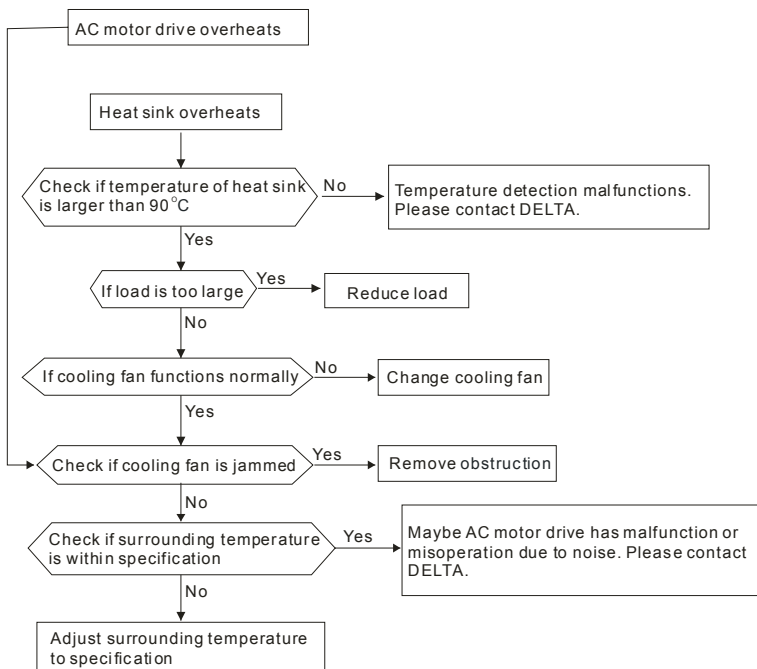 AC motor drive overheats
Heat sink overheats
Check if temperature of heat sink
is larger than 90°C
No
Temperature detection malfunctions.
Please contact DELTA.
Yes
If load is too large
Yes
Reduce load
No
If cooling fan functions normally
No
Change cooling fan
Yes
Check if cooling fan is jammed
Yes
Remove obstruction
No
Check if surrounding temperature
is within specification
Yes
Maybe AC motor drive has malfunction or
misoperation due to noise. Please contact
DELTA.
No
Adjust surrounding temperature
to specification